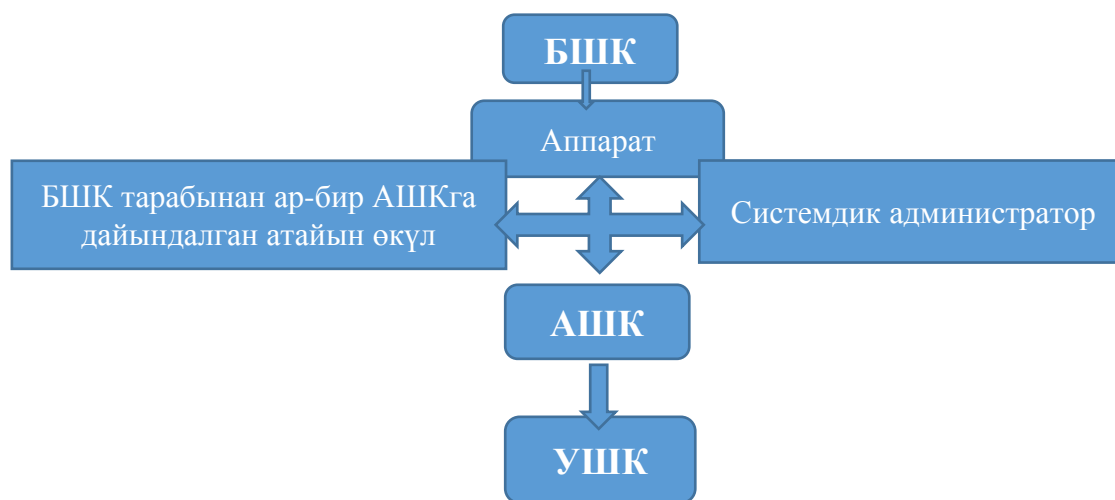 БШК
Аппарат
БШК тарабынан ар-бир АШКга
дайындалган атайын өкүл
Системдик администратор
АШК
УШК